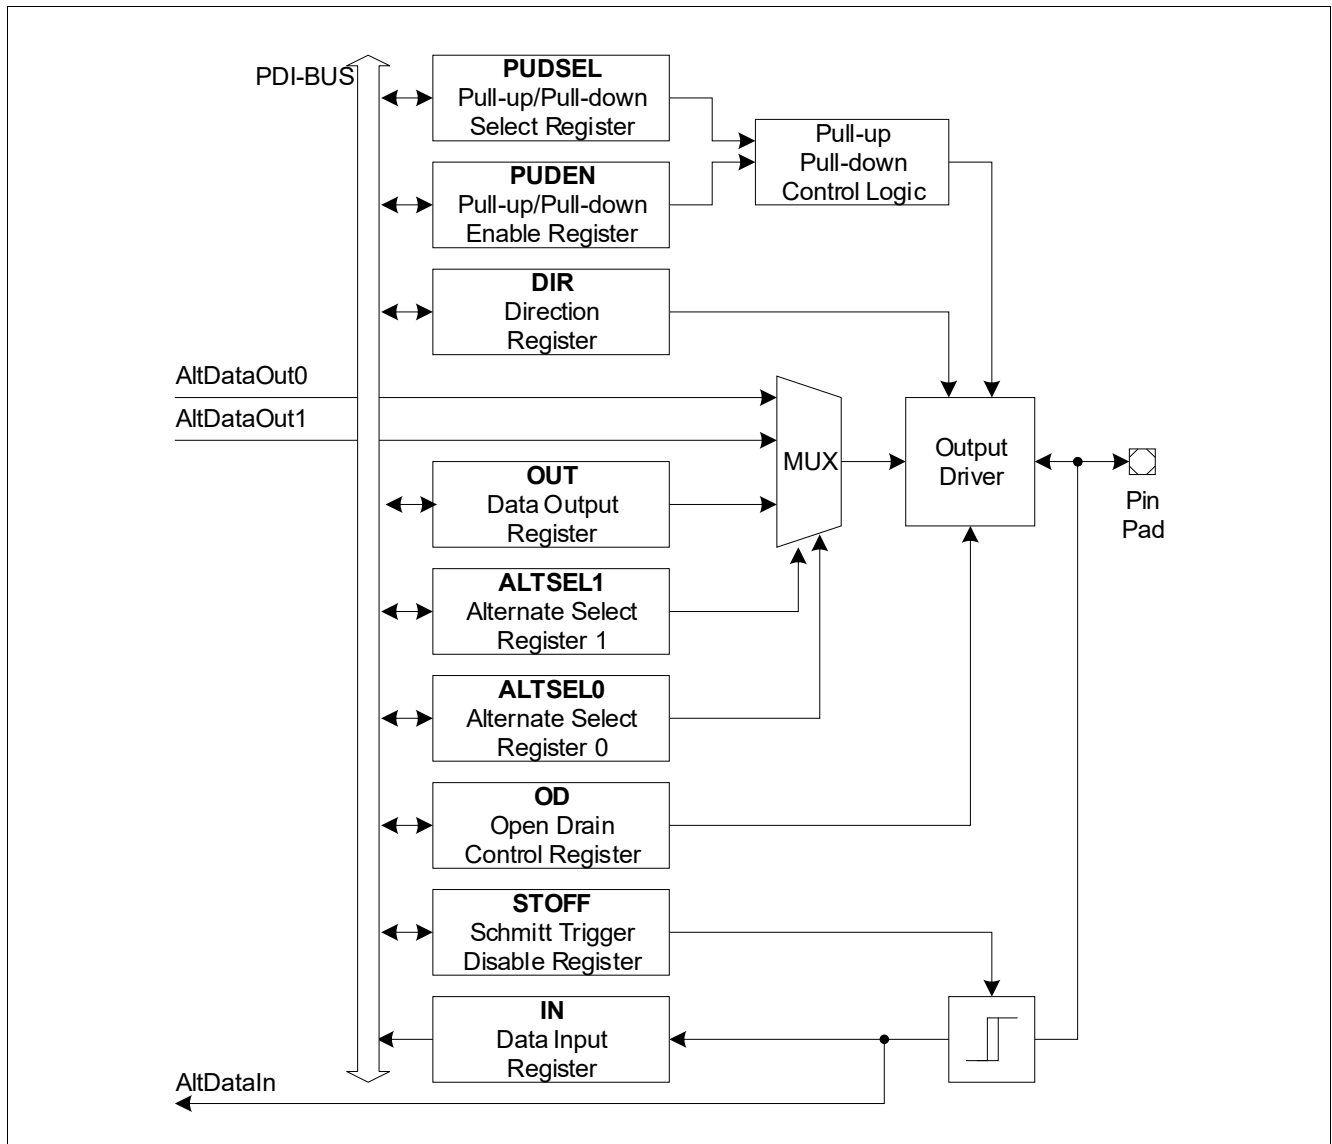 PDI-BUS
PUDSEL
Pull-up/Pull-down
Select Register
Pull-up
Pull-down
Control Logic
PUDEN
Pull-up/Pull-down
Enable Register
DIR
Direction
Register
AltDataOut0
AltDataOut1
MUX
Output
Driver
Pin
Pad
OUT
Data Output
Register
ALTSEL1
Alternate Select
Register 1
ALTSEL0
Alternate Select
Register 0
OD
Open Drain
Control Register
STOFF
Schmitt Trigger
Disable Register
IN
Data Input
Register
AltDataIn